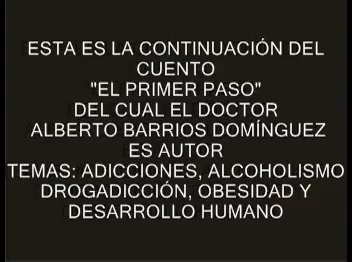 ESTA ES LA CONTINUACIÓN DEL
CUENTO
"EL PRIMER PASO"
DEL CUAL EL DOCTOR
ALBERTO BARRIOS DOMÍNGUEZ
ES AUTOR
TEMAS: ADICCIONES, ALCOHOLISMO
DROGADICCIÓN, OBESIDAD Y
DESARROLLO HUMANO